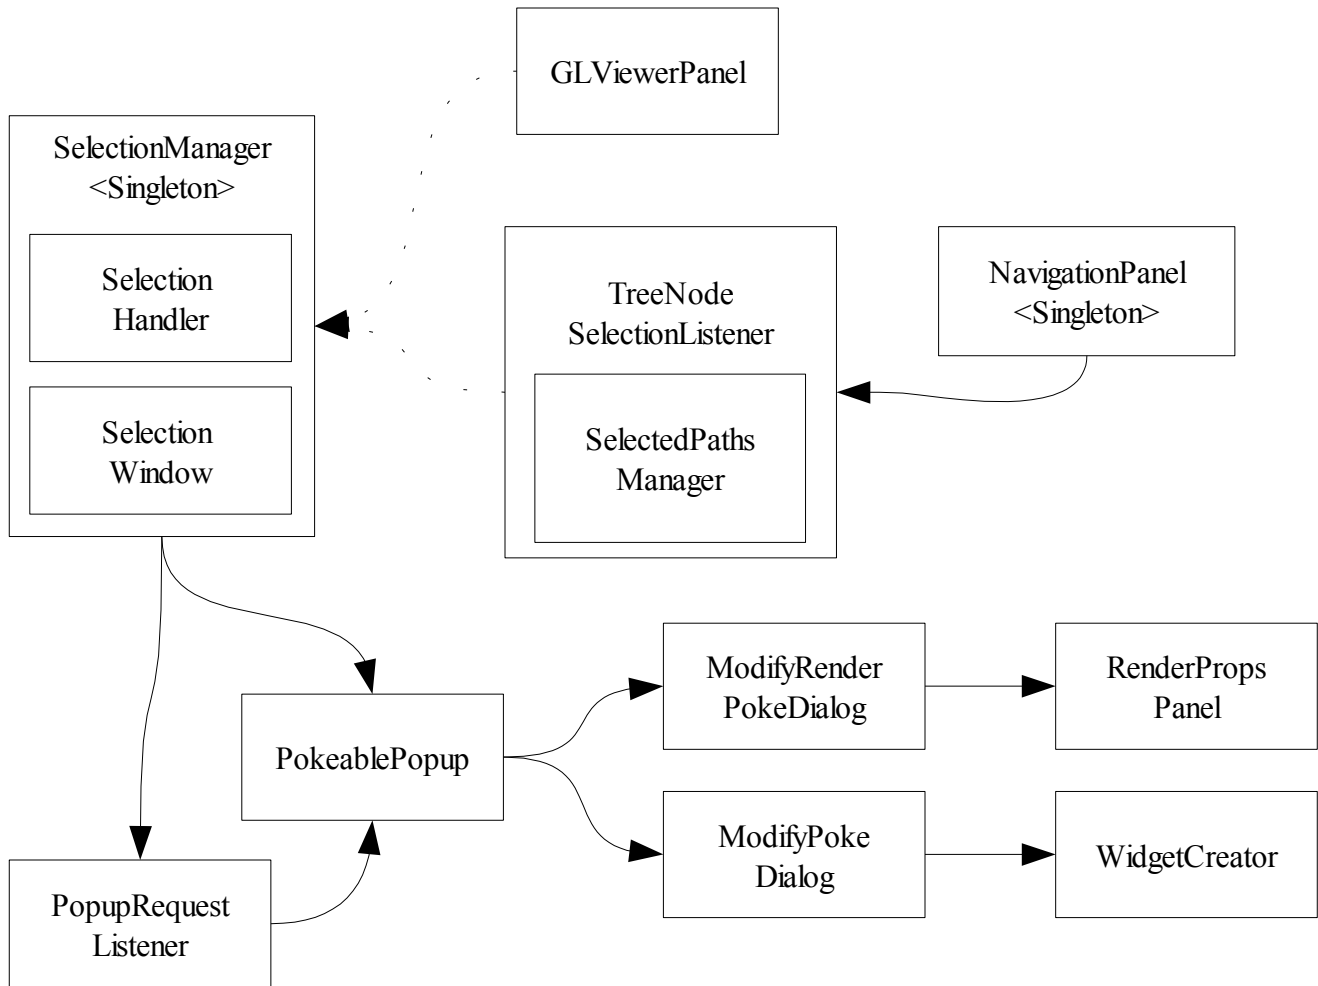 GLViewerPanel
SelectionManager
<Singleton>
Selection
Handler
Selection
Window
TreeNode
SelectionListener
SelectedPaths
Manager
NavigationPanel
<Singleton>
ModifyRender
PokeDialog
RenderProps
Panel
PokeablePopup
ModifyPoke
Dialog
WidgetCreator
PopupRequest
Listener